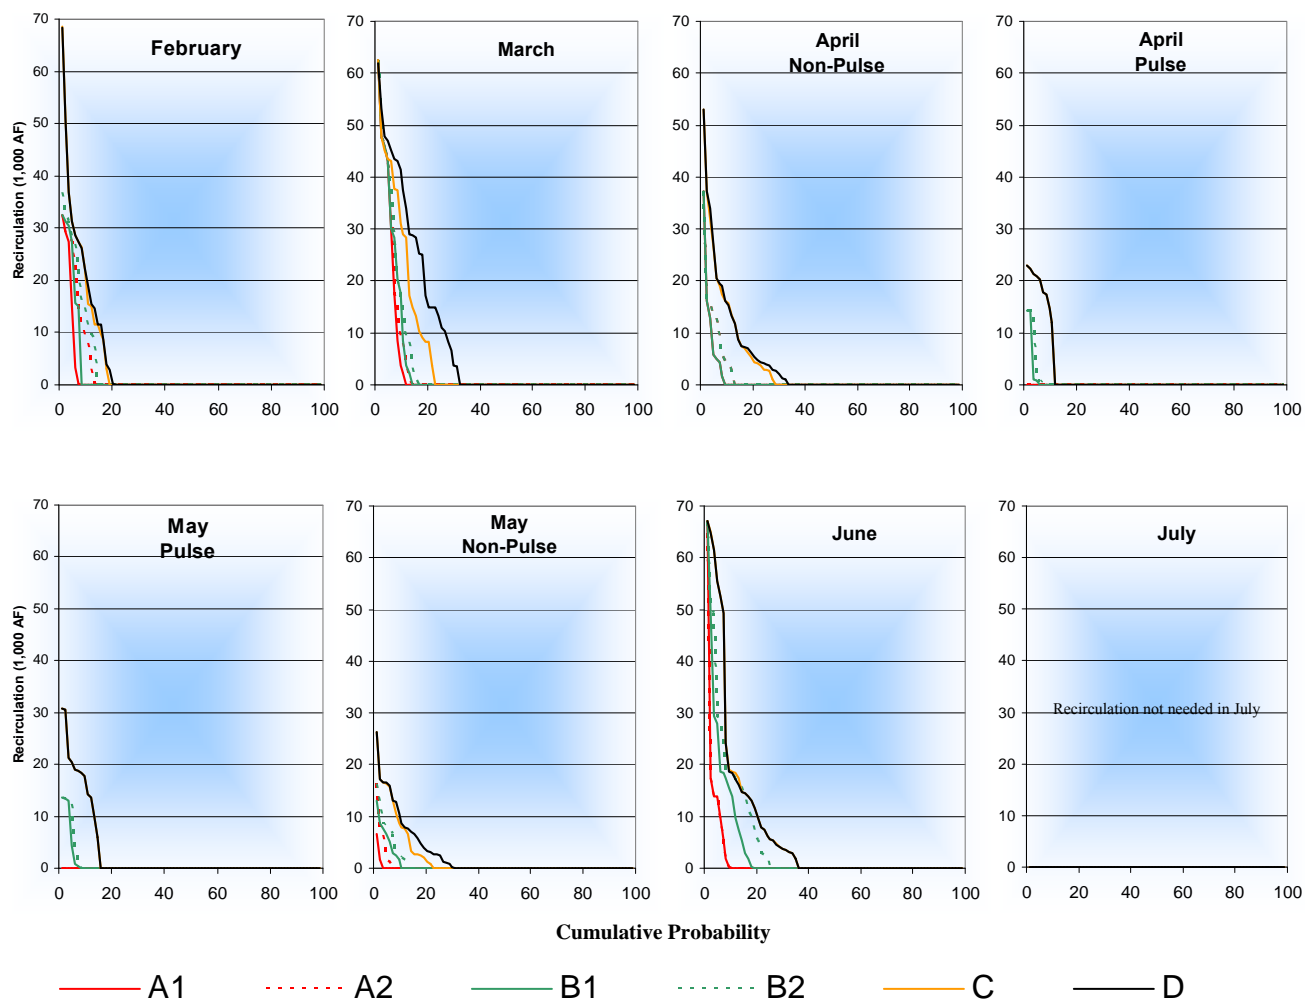 February
March
April
Non-Pulse
April
Pulse
Recirculation (1,000 AF)
70
60
50
40
30
20
10
0
0 20 40 60 80 100
70
60
50
40
30
20
10
0
0 20 40 60 80 100
70
60
50
40
30
20
10
0
0 20 40 60 80 100
70
60
50
40
30
20
10
0
0 20 40 60 80 100
May
Pulse
May
Non-Pulse
June
July
Recirculation (1,000 AF)
70
60
50
40
30
20
10
0
0 20 40 60 80 100
70
60
50
40
30
20
10
0
0 20 40 60 80 100
70
60
50
40
30
20
10
0
0 20 40 60 80 100
70
60
50
40
30
20
10
0
Recirculation not needed in July
0 20 40 60 80 100
Cumulative Probability
A1 A2 B1 B2 C D